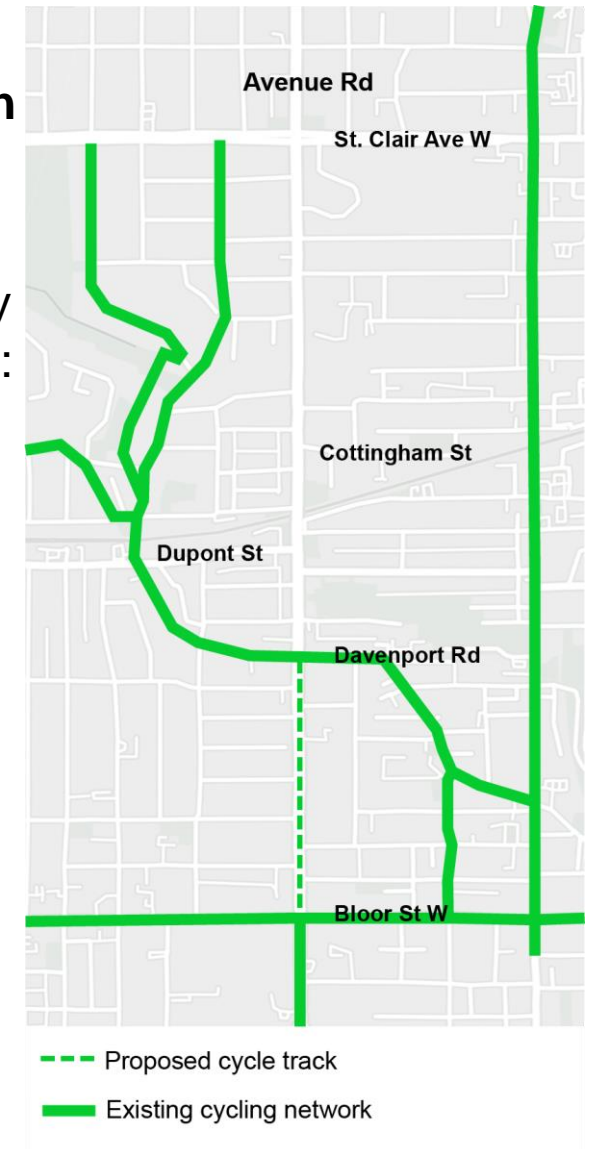 n
y
:
Avenue Rd
St. Clair Ave W
Cottingham St
Dupont St
Davenport Rd
Bloor St W
Proposed cycle track
Existing cycling network